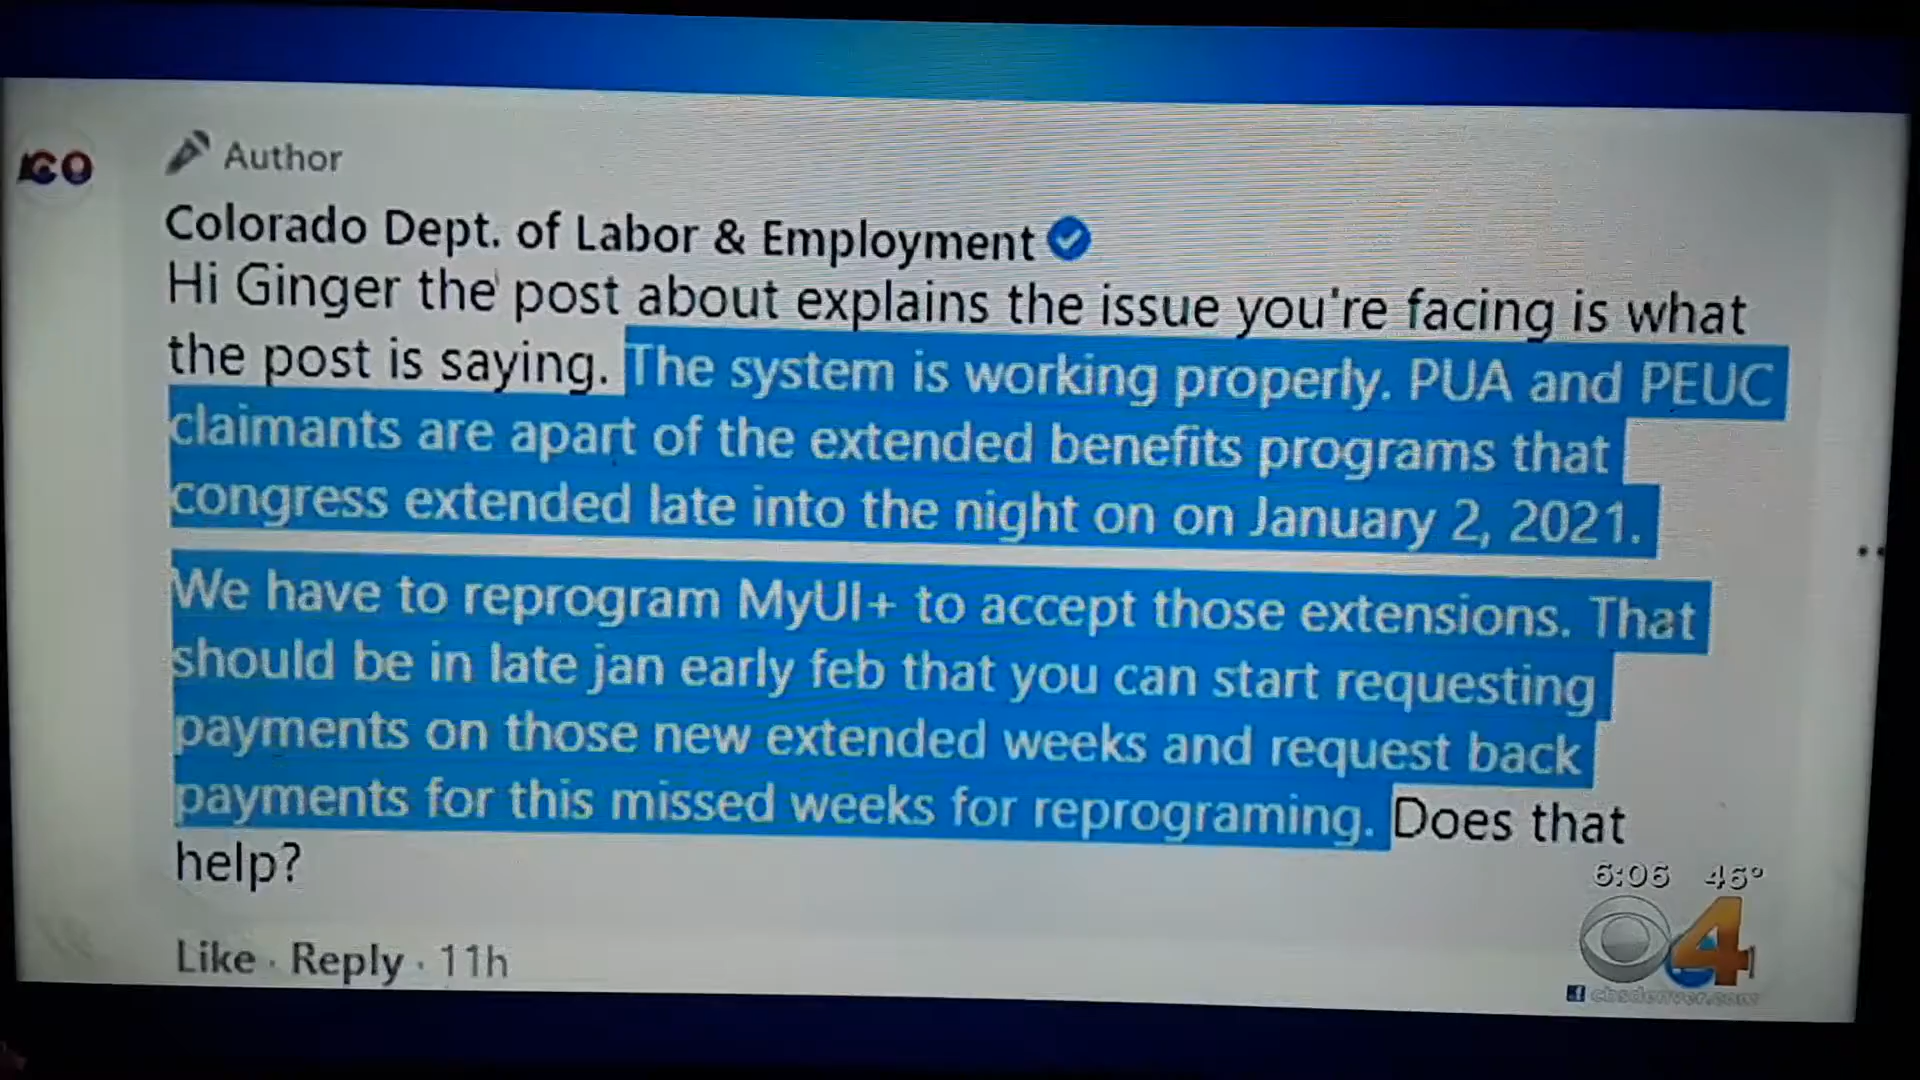 CO
Author
Colorado Dept. of Labor & Employment
Hi Ginger the post about explains the issue you're facing is what
the post is saying. The system is working properly. PUA and PEUC
claimants are apart of the extended benefits programs that
congress extended late into the night on on January 2, 2021.
We have to reprogram MyUI+ to accept those extensions. That
should be in late jan early feb that you can start requesting
payments on those new extended weeks and request back
payments for this missed weeks for reprograming. Does that
help?
6:06 46°
4
Like · Reply · 11h
cbsdenver.com